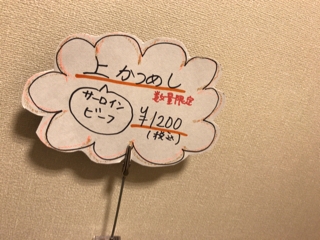 上 かつめし
数量限定
サーロイン
ビーフ
¥1200
(税込)